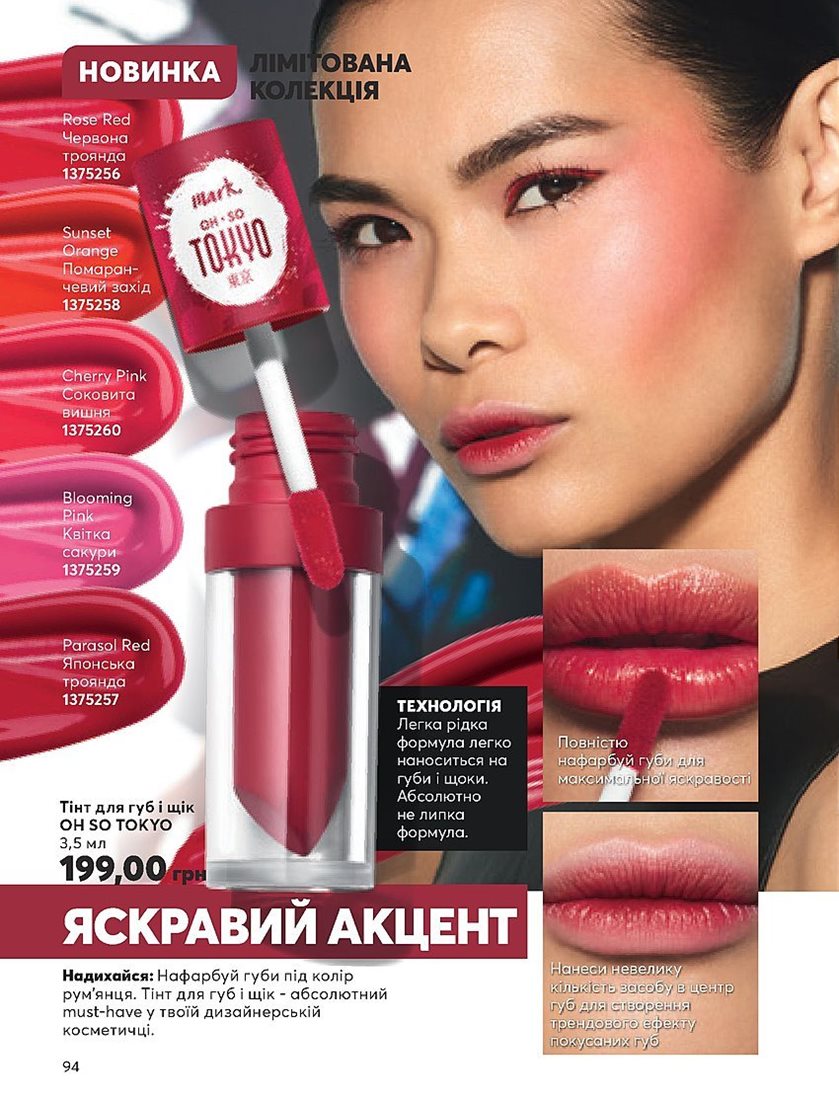 НОВИНКА
ЛІМІТОВАНА
КОЛЕКЦІЯ
Rose Red
Червона
троянда
1375256
Sunset
Orange
Помаран-
чевий захід
1375258
Cherry Pink
Соковита
вишня
1375260
Blooming
Pink
Квітка
сакури
1375259
Parasol Red
Японська
троянда
1375257
mark.
OH·SO
TOKYO
東京
ТЕХНОЛОГІЯ
Легка рідка
формула легко
наноситься на
губи і щоки.
Абсолютно
не липка
формула.
Повністю
нафарбуй губи для
максимальної яскравості
Тінт для губ і щік
OH SO TOKYO
3,5 мл
199,00 грн
ЯСКРАВИЙ АКЦЕНТ
Надихайся: Нафарбуй губи під колір
рум'янця. Тінт для губ і щік - абсолютний
must-have у твоїй дизайнерській
косметичці.
Нанеси невелику
кількість засобу в центр
губ для створення
трендового ефекту
покусаних губ
94